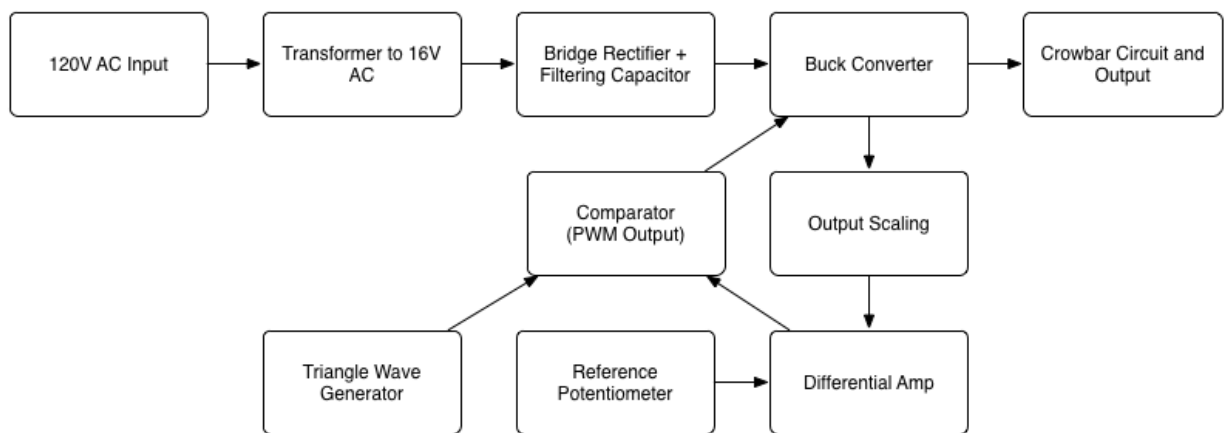 120V AC Input
Transformer to 16V
AC
Bridge Rectifier +
Filtering Capacitor
Buck Converter
Crowbar Circuit and
Output
Comparator
(PWM Output)
Output Scaling
Triangle Wave
Generator
Reference
Potentiometer
Differential Amp